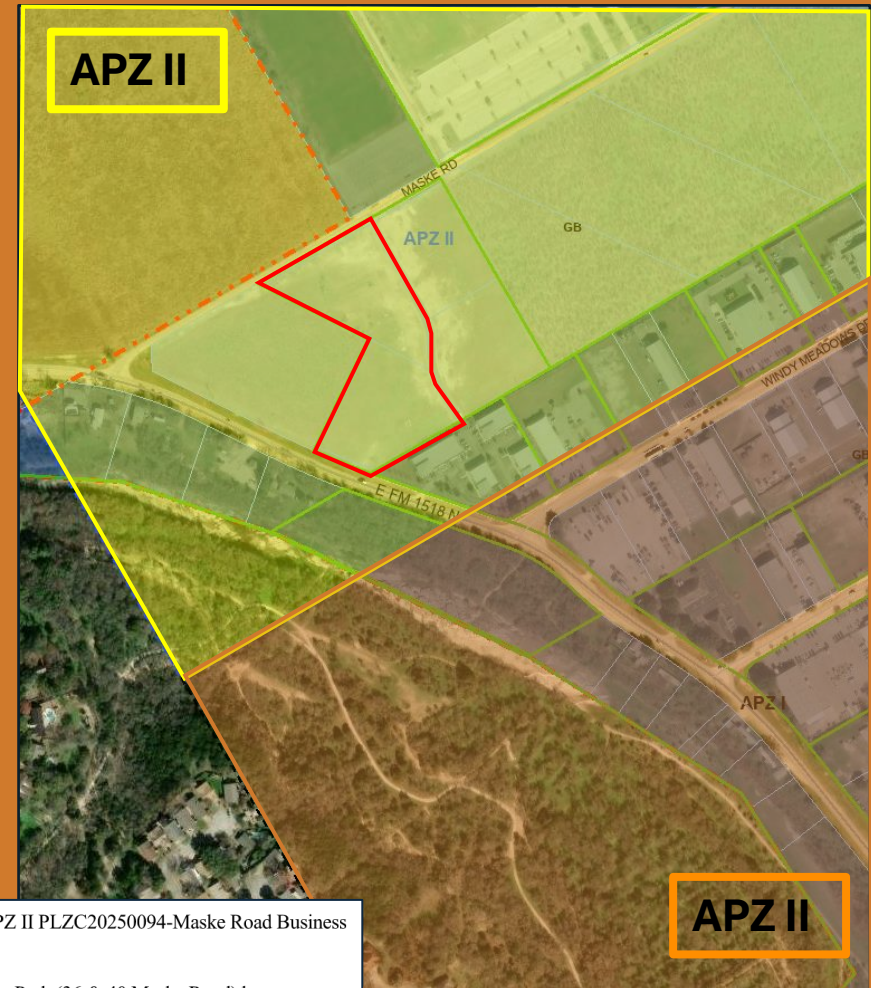 APZ II
MASKE RD
APZ II
GB
WINDY MEADOWS D
GB
E FM 1518 N
APZ I
APZ II
PZ II PLZC20250094-Maske Road Business